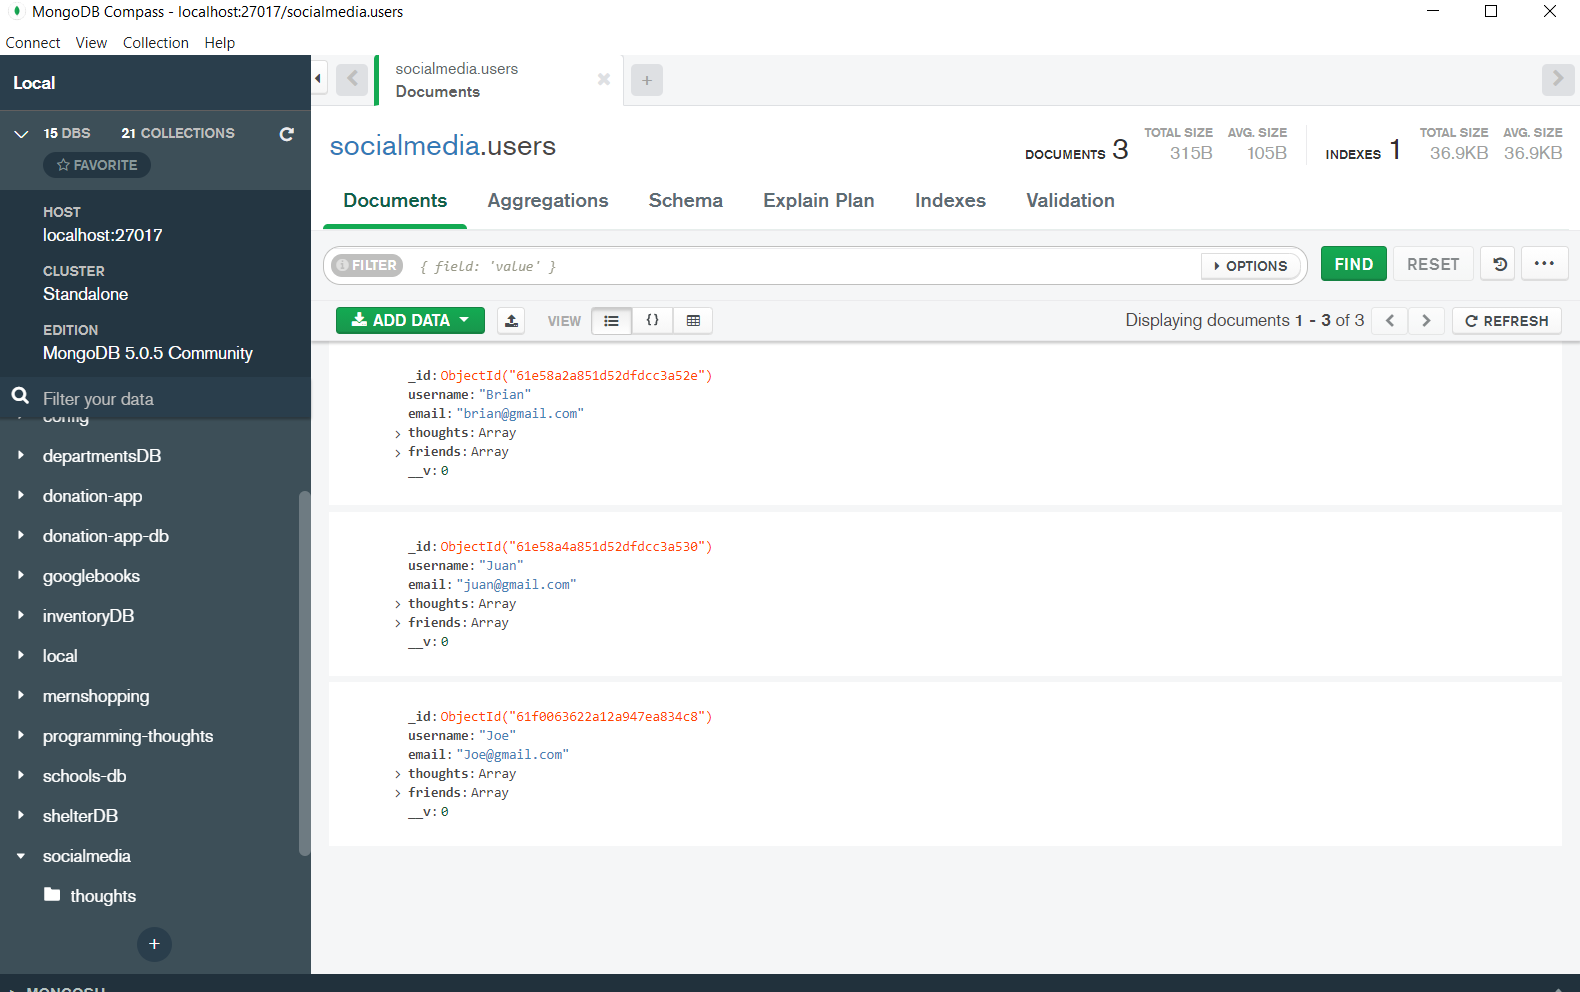 MongoDB Compass - localhost:27017/socialmedia.users
Connect View Collection Help
Local
15 DBS 21 COLLECTIONS
FAVORITE
HOST
localhost:27017
CLUSTER
Standalone
EDITION
MongoDB 5.0.5 Community
Filter your data
config
departmentsDB
donation-app
donation-app-db
googlebooks
inventoryDB
local
mernshopping
programming-thoughts
schools-db
shelterDB
socialmedia
thoughts
+
MONGOSH
socialmedia.users
Documents
+
socialmedia.users
DOCUMENTS 3 TOTAL SIZE 315B AVG. SIZE 105B INDEXES 1 TOTAL SIZE 36.9KB AVG. SIZE 36.9KB
Documents Aggregations Schema Explain Plan Indexes Validation
FILTER { field: 'value' } OPTIONS FIND RESET ...
ADD DATA VIEW {} Displaying documents 1 - 3 of 3 REFRESH
_id: ObjectId("61e58a2a851d52dfdcc3a52e")
username: "Brian"
email: "brian@gmail.com"
thoughts: Array
friends: Array
__v: 0
_id: ObjectId("61e58a4a851d52dfdcc3a530")
username: "Juan"
email: "juan@gmail.com"
thoughts: Array
friends: Array
__v: 0
_id: ObjectId("61f0063622a12a947ea834c8")
username: "Joe"
email: "Joe@gmail.com"
thoughts: Array
friends: Array
__v: 0